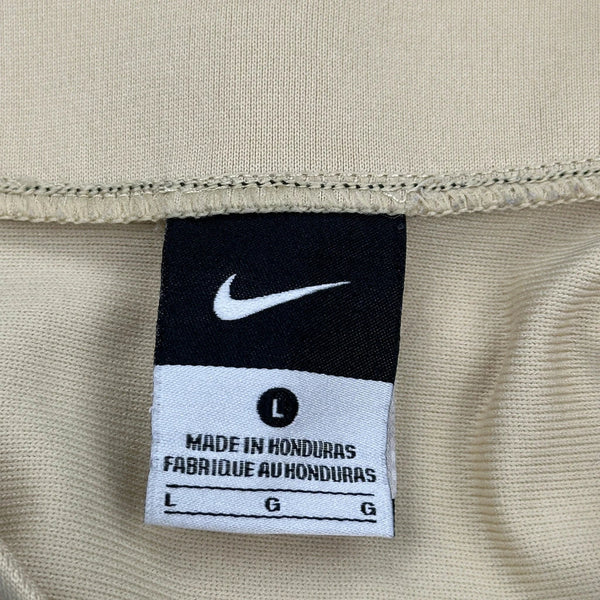 L
MADE IN HONDURAS
FABRIQUE AU HONDURAS
L G G